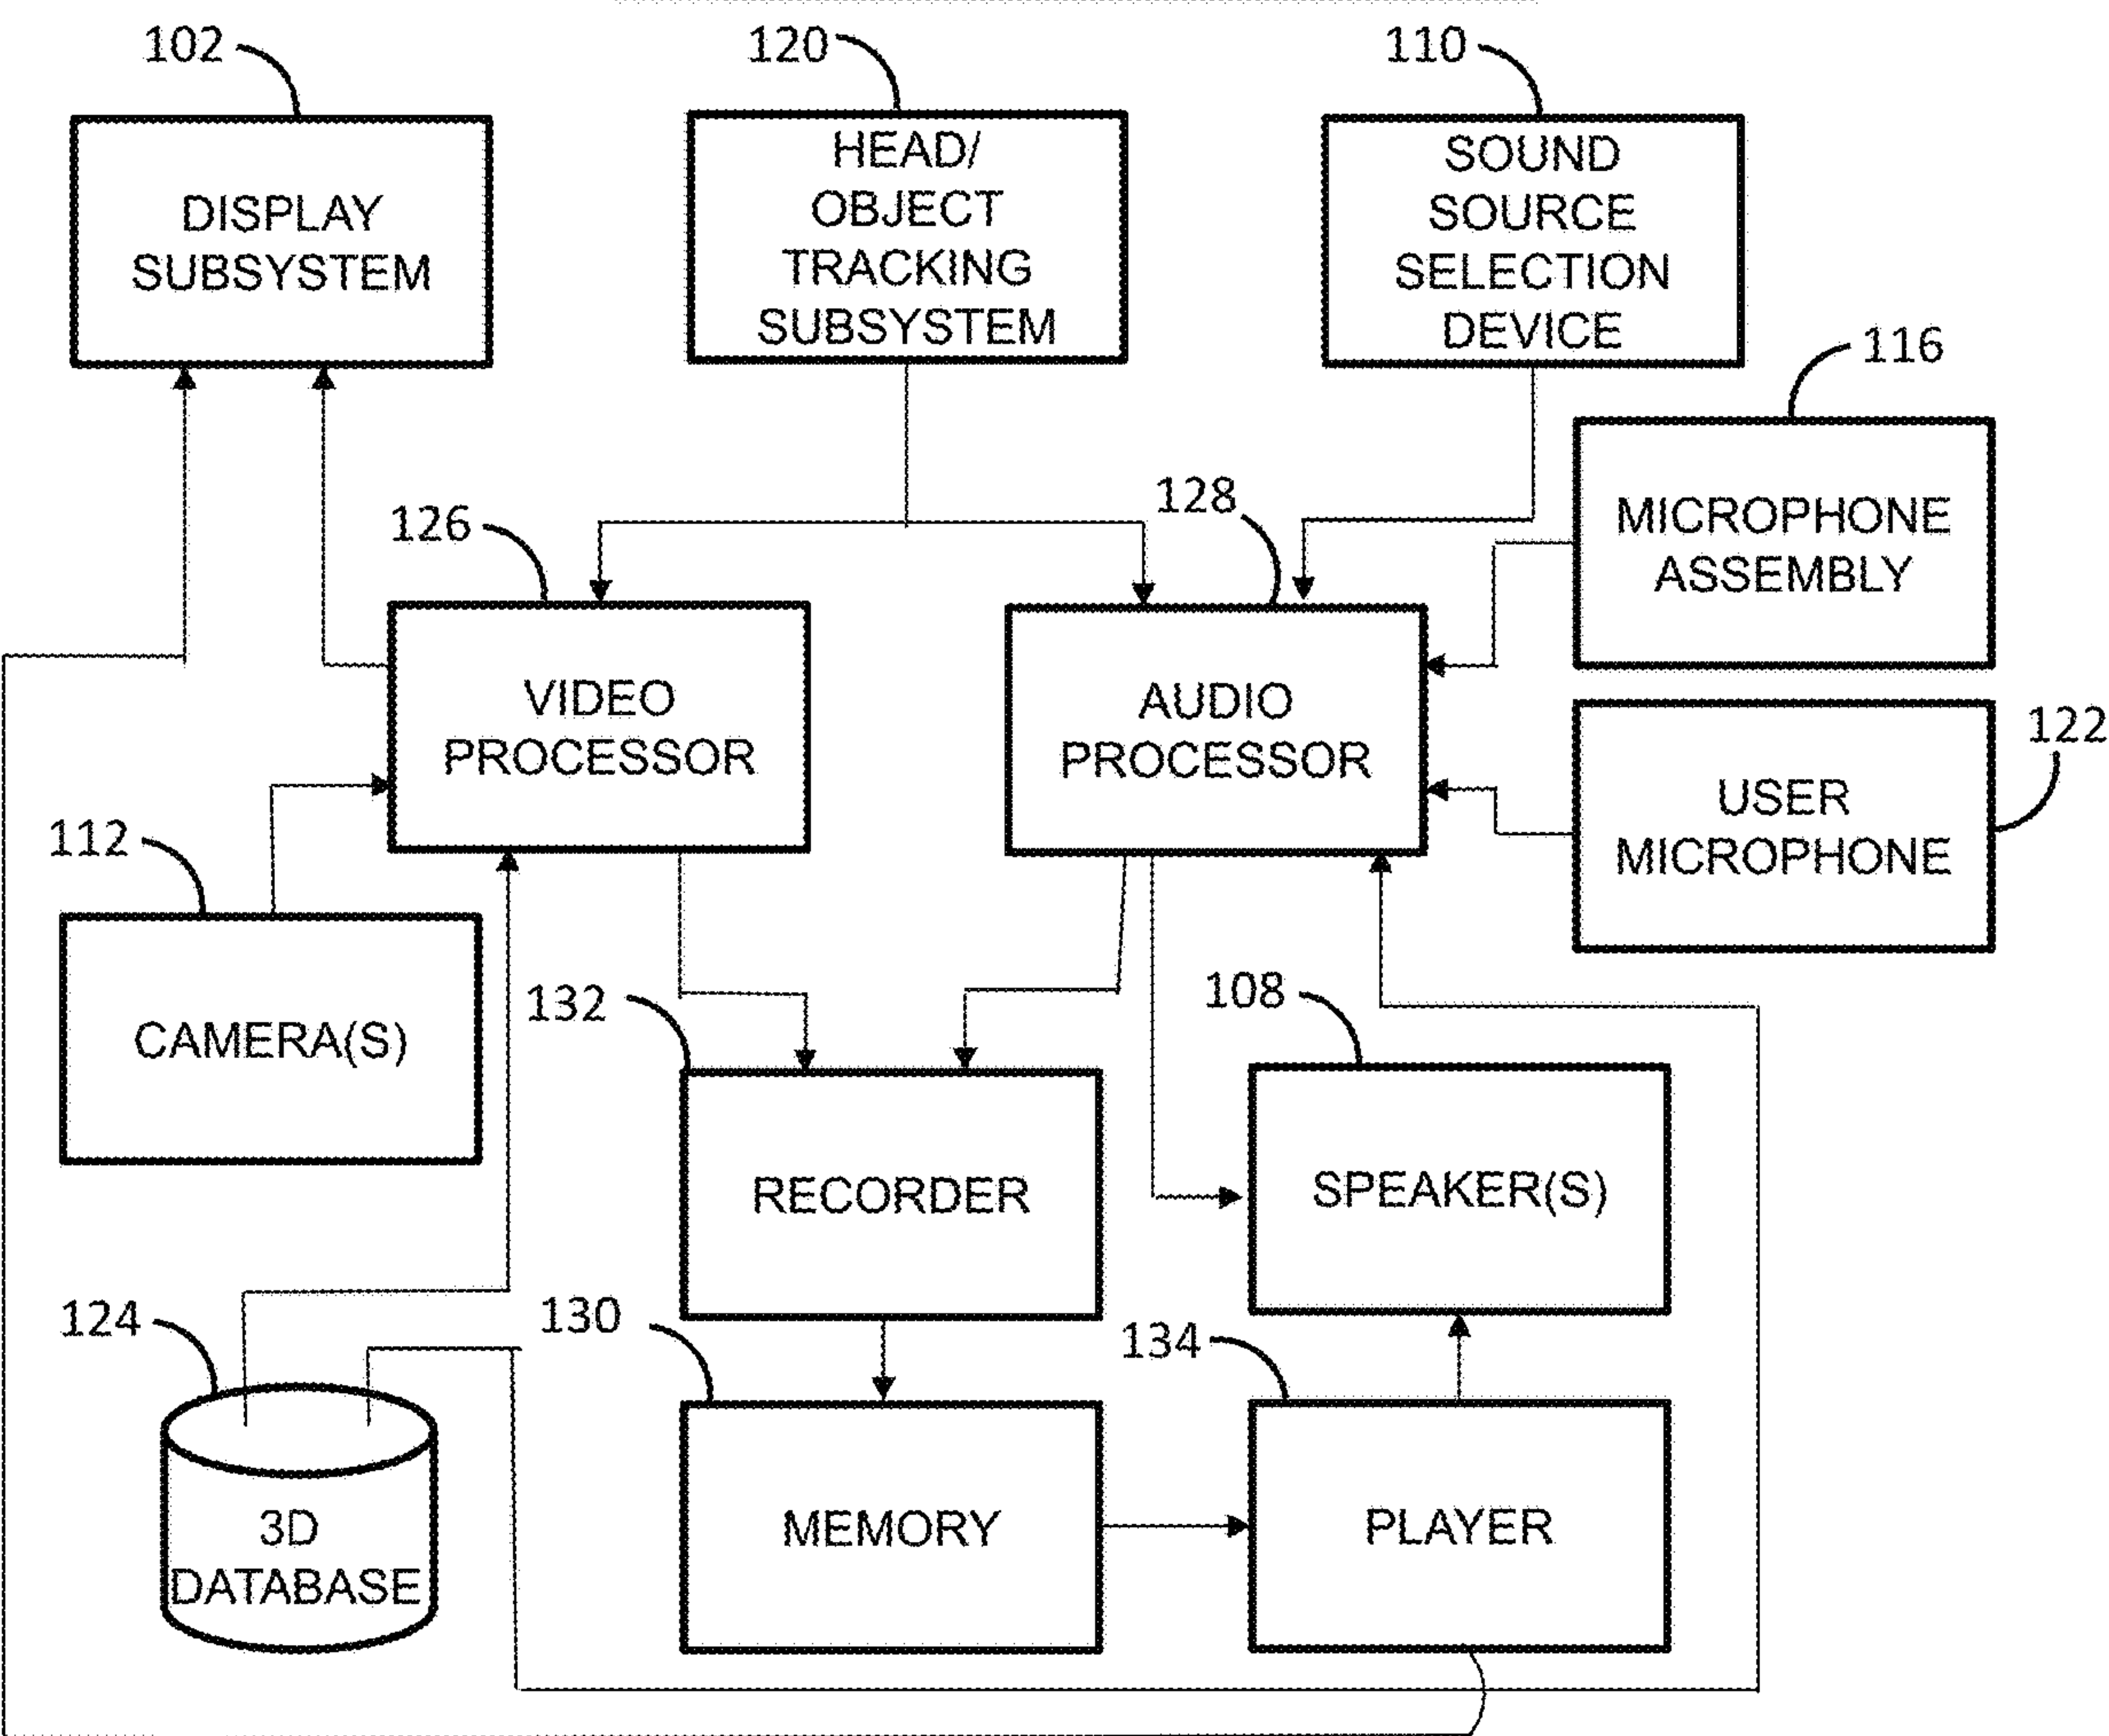 102
120
110
DISPLAY
SUBSYSTEM
HEAD/
OBJECT
TRACKING
SUBSYSTEM
SOUND
SOURCE
SELECTION
DEVICE
116
MICROPHONE
ASSEMBLY
126
128
VIDEO
PROCESSOR
AUDIO
PROCESSOR
122
USER
MICROPHONE
112
CAMERA(S)
132
108
RECORDER
SPEAKER(S)
124
130
134
3D
DATABASE
MEMORY
PLAYER